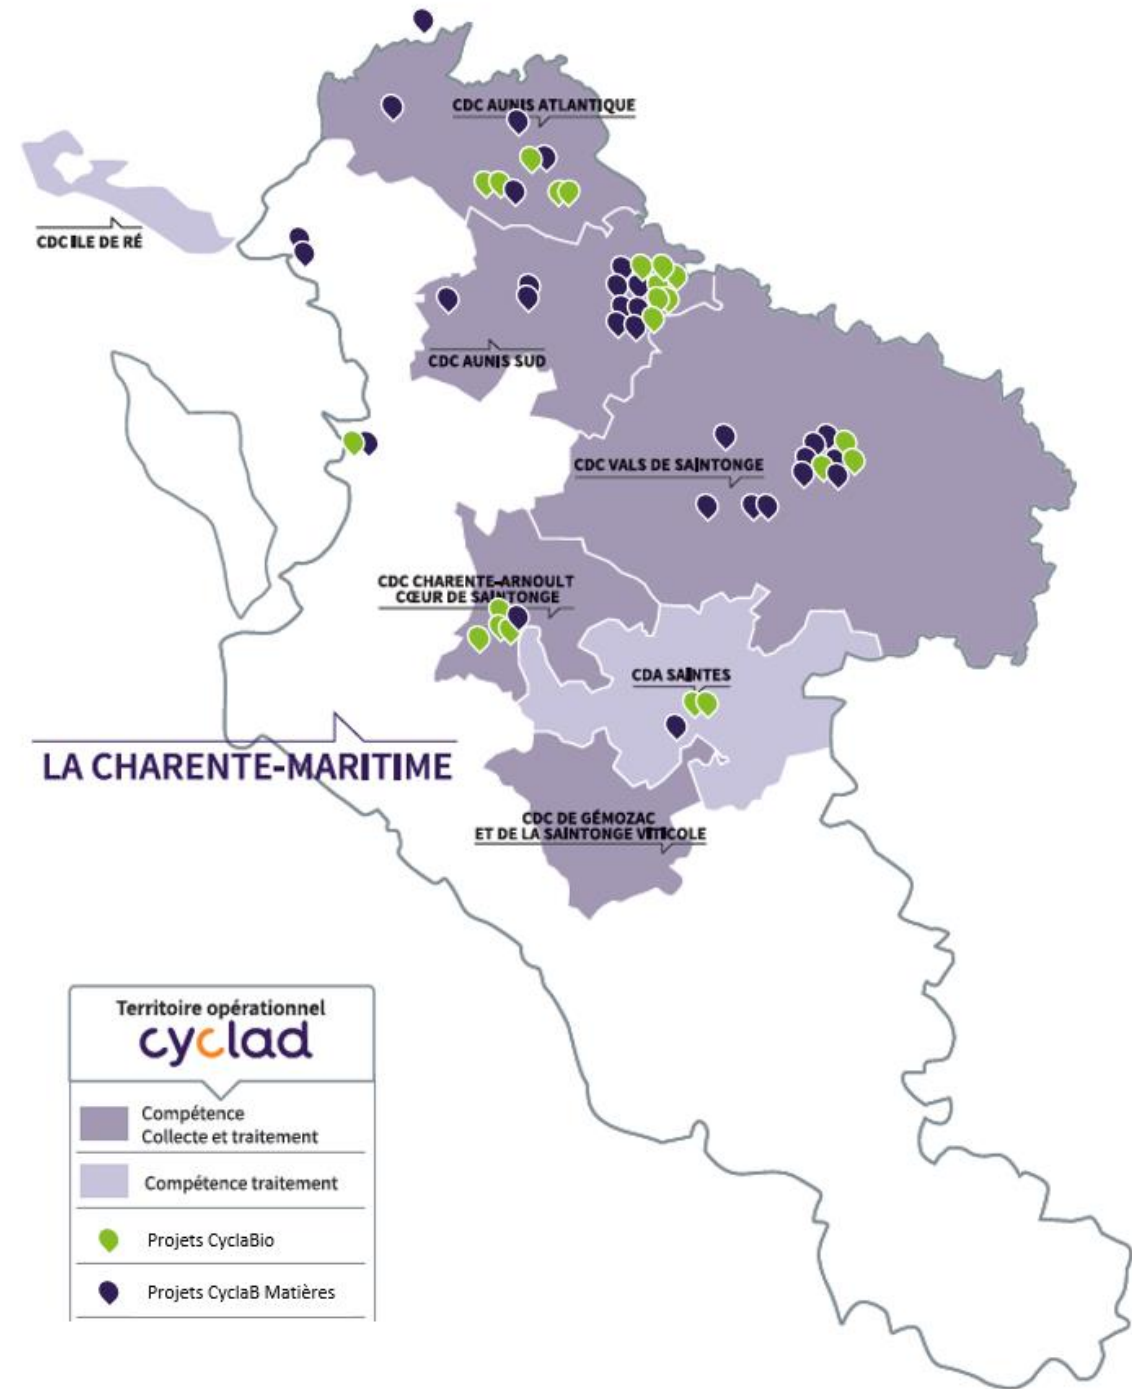 CDC AUNIS ATLANTIQUE
CDC ILE DE RÉ
CDC AUNIS SUD
CDC VALS DE SAINTONGE
CDC CHARENTE-ARNOULT
CŒUR DE SAINTONGE
CDA SAINTES
LA CHARENTE-MARITIME
CDC DE GÉMOZAC
ET DE LA SAINTONGE VITICOLE
Territoire opérationnel
cyclad
Compétence
Collecte et traitement
Compétence traitement
Projets CyclaBio
Projets CyclaB Matières